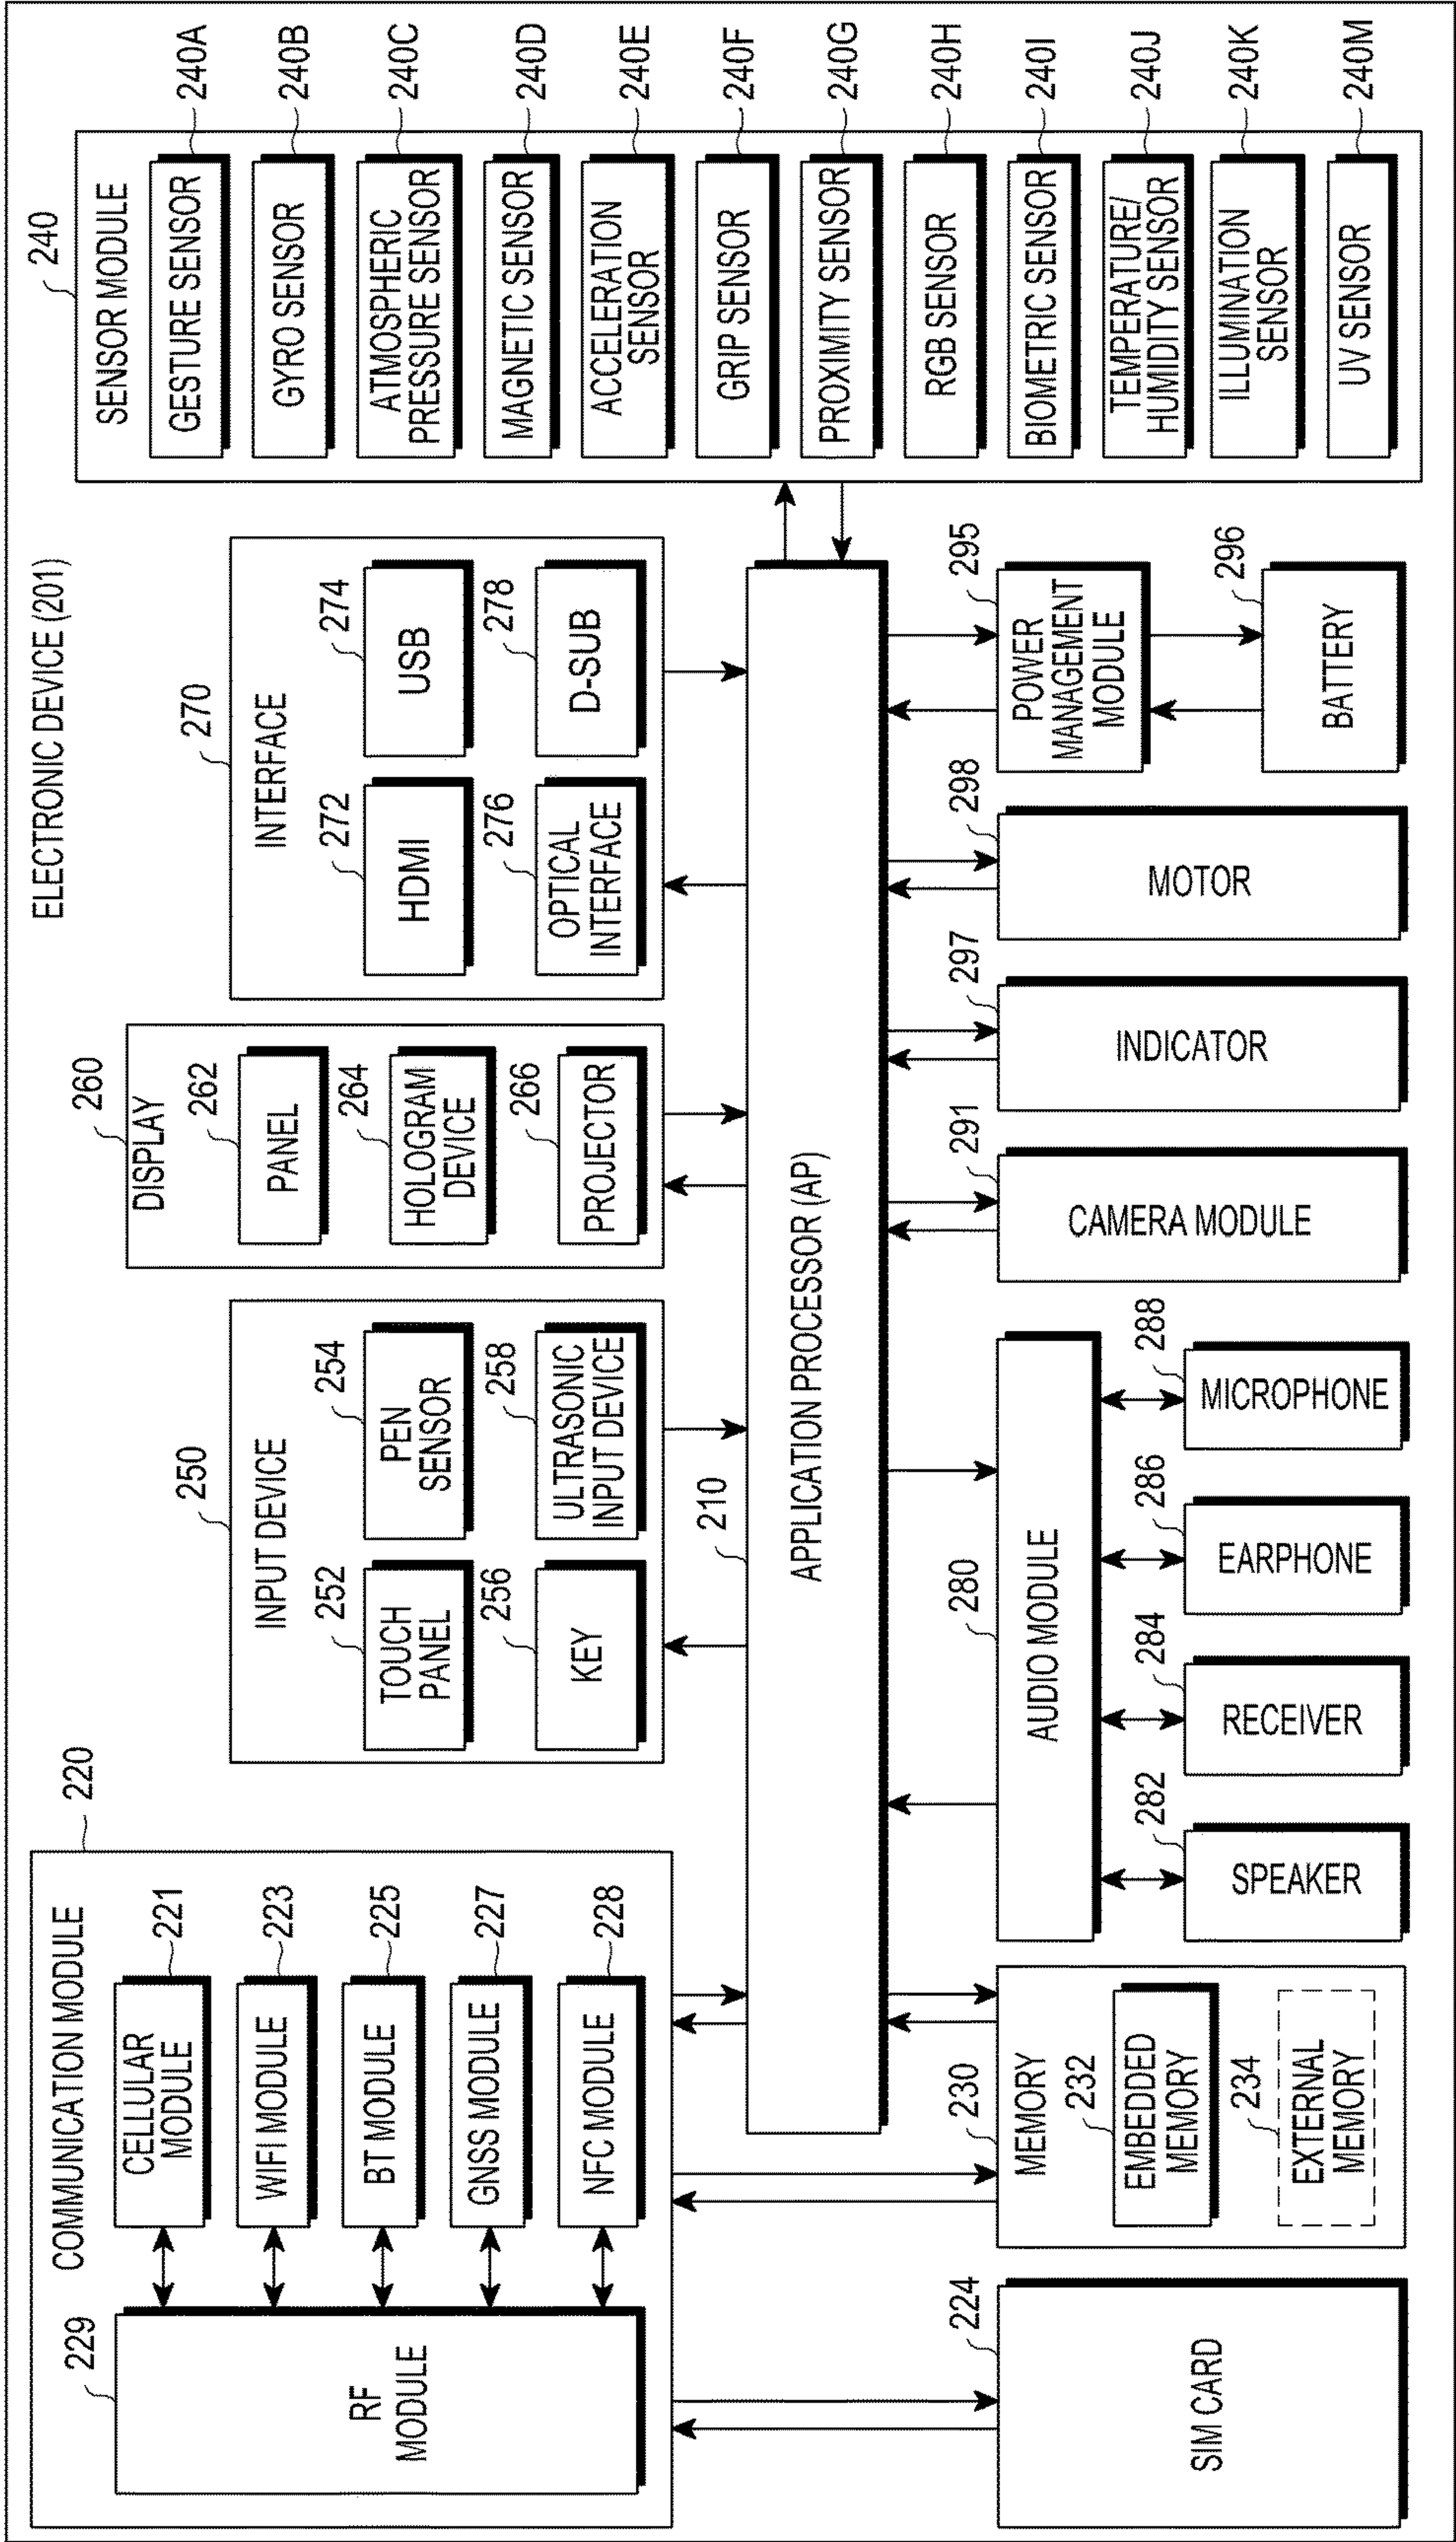 ELECTRONIC DEVICE (201)
220
COMMUNICATION MODULE
229
RF
MODULE
CELLULAR
MODULE
221
WIFI MODULE
223
BT MODULE
225
GNSS MODULE
227
NFC MODULE
228
250
INPUT DEVICE
252
TOUCH
PANEL
254
PEN
SENSOR
256
KEY
258
ULTRASONIC
INPUT DEVICE
260
DISPLAY
262
PANEL
264
HOLOGRAM
DEVICE
266
PROJECTOR
270
INTERFACE
272
HDMI
274
USB
276
OPTICAL
INTERFACE
278
D-SUB
240
SENSOR MODULE
GESTURE SENSOR
240A
GYRO SENSOR
240B
ATMOSPHERIC
PRESSURE SENSOR
240C
MAGNETIC SENSOR
240D
ACCELERATION
SENSOR
240E
GRIP SENSOR
240F
PROXIMITY SENSOR
240G
RGB SENSOR
240H
BIOMETRIC SENSOR
240I
TEMPERATURE/
HUMIDITY SENSOR
240J
ILLUMINATION
SENSOR
240K
UV SENSOR
240M
210
APPLICATION PROCESSOR (AP)
224
SIM CARD
230
MEMORY
232
EMBEDDED
MEMORY
234
EXTERNAL
MEMORY
280
AUDIO MODULE
282
SPEAKER
284
RECEIVER
286
EARPHONE
288
MICROPHONE
291
CAMERA MODULE
297
INDICATOR
298
MOTOR
295
POWER
MANAGEMENT
MODULE
296
BATTERY